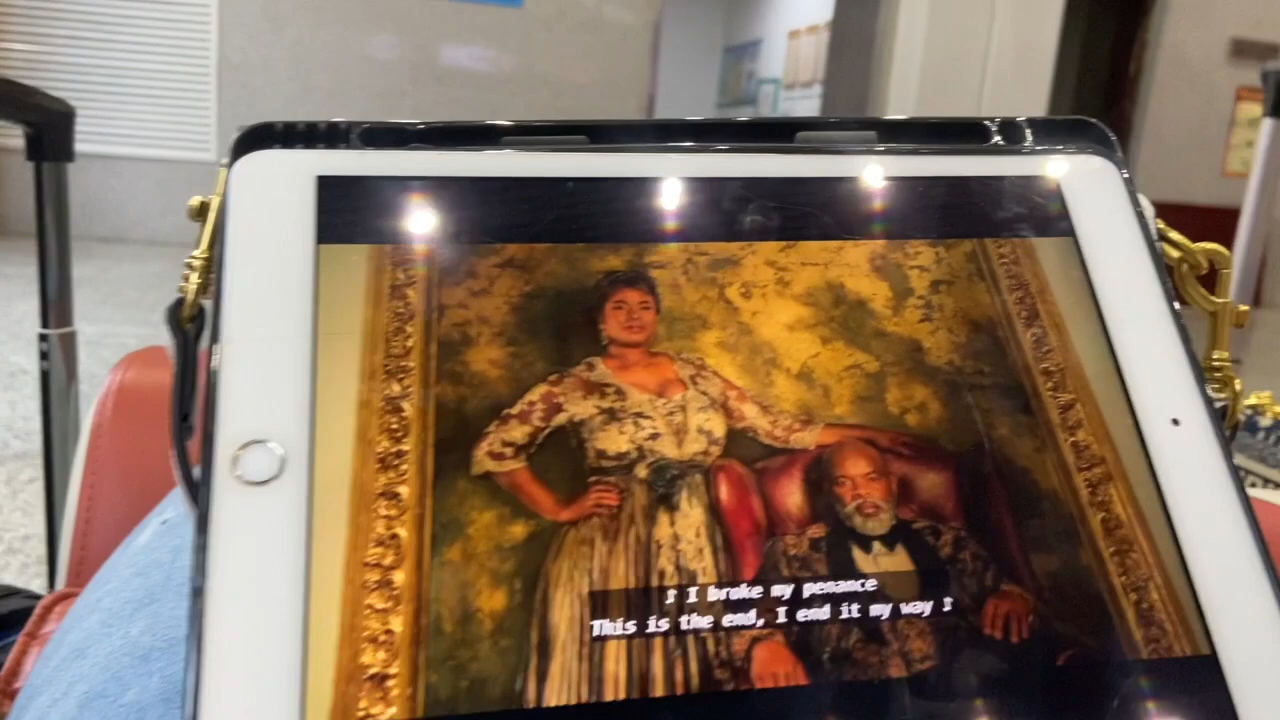 ♪ I broke my penance
This is the end, I end it my way ♪